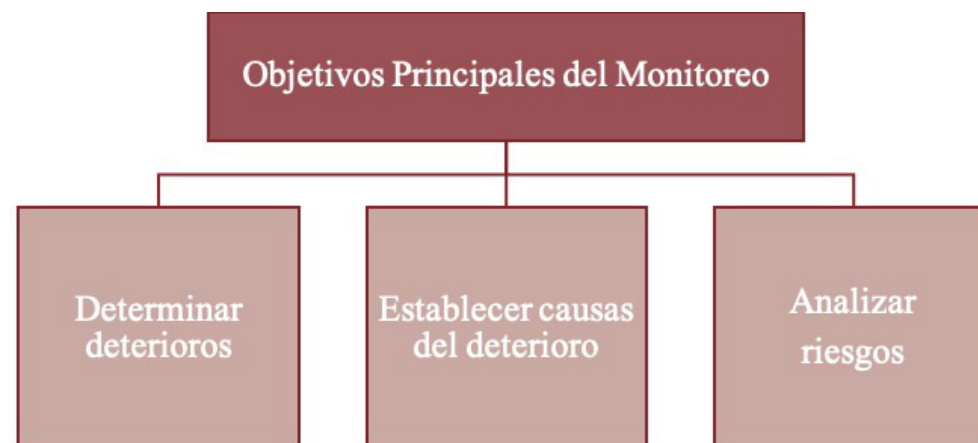 Objetivos Principales del Monitoreo
Determinar
deterioros
Establecer causas
del deterioro
Analizar
riesgos